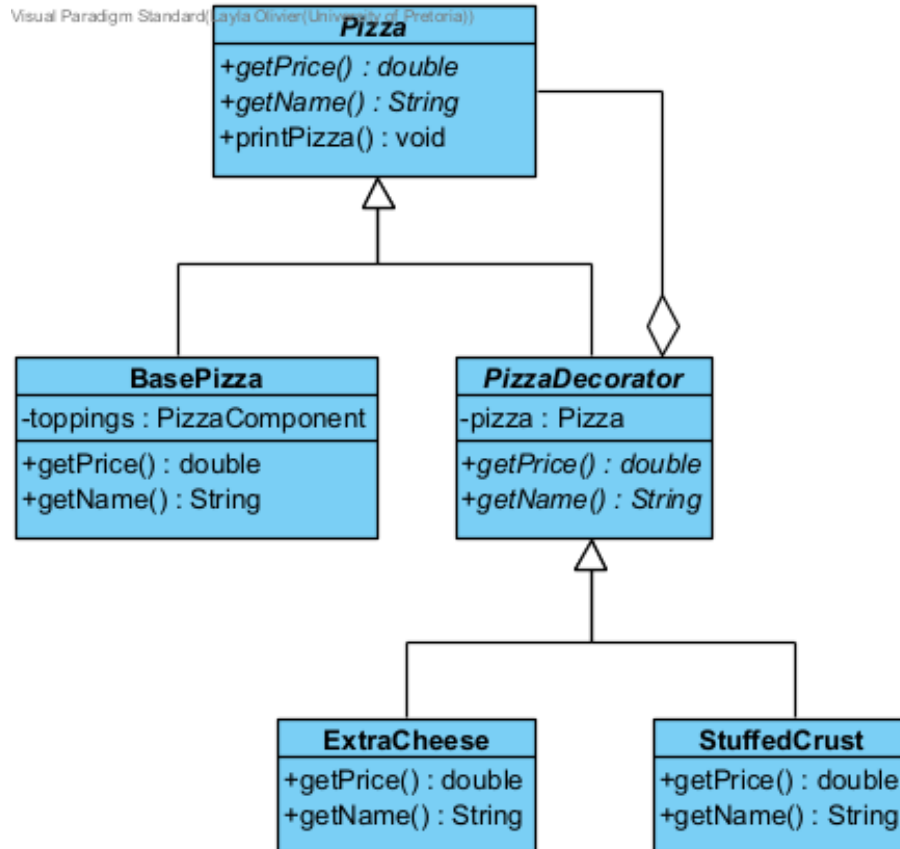 Visual Paradigm Standard(Layla Olivier(University of Pretoria))
Pizza
+getPrice() : double
+getName() : String
+printPizza() : void
BasePizza
-toppings : PizzaComponent
+getPrice() : double
+getName() : String
PizzaDecorator
-pizza : Pizza
+getPrice() : double
+getName() : String
ExtraCheese
+getPrice() : double
+getName() : String
StuffedCrust
+getPrice() : double
+getName() : String